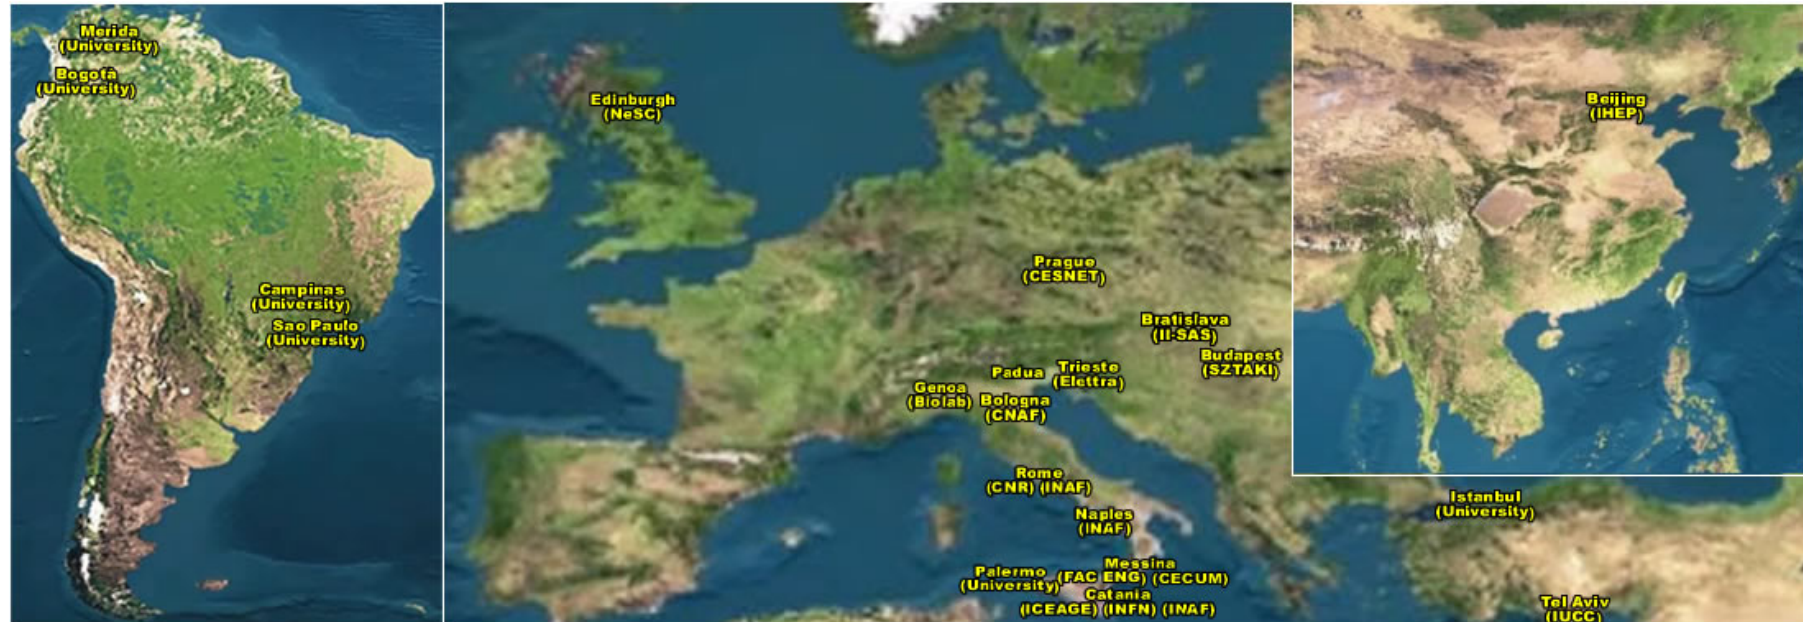 Merida
(University)
Bogotà
(University)
Campinas
(University)
Sao Paulo
(University)
Edinburgh
(NeSC)
Prague
(CESNET)
Bratislava
(II-SAS)
Budapest
(SZTAKI)
Padua
Trieste
(Elettra)
Genoa
(Biolab)
Bologna
(CNAF)
Rome
(CNR) (INAF)
Naples
(INAF)
Messina
(FAC ENG) (CECUM)
Palermo
(University)
Catania
(ICEAGE) (INFN) (INAF)
Beijing
(IHEP)
Istanbul
(University)
Tel Aviv
(IUCC)